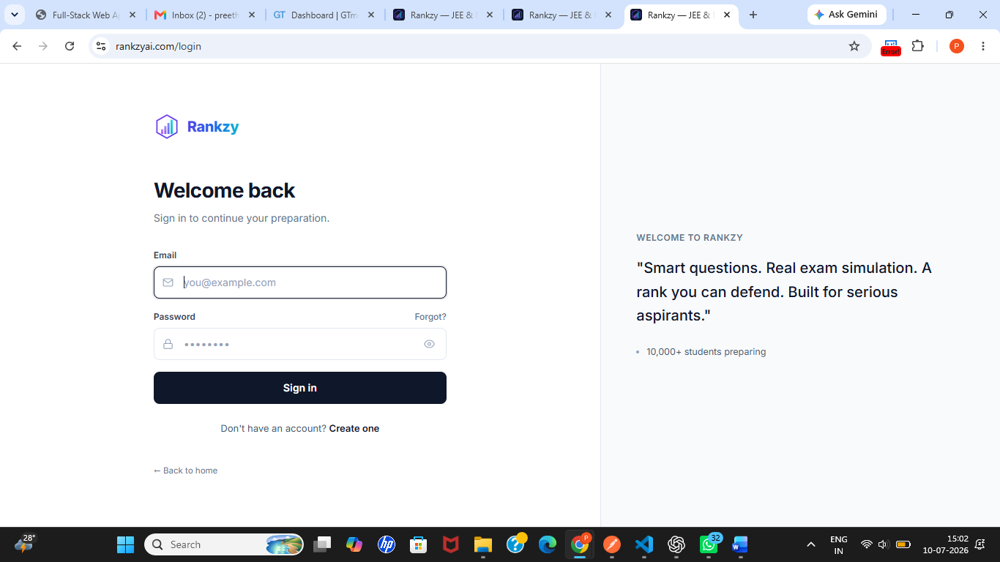 Full-Stack Web A
Inbox (2) - preeth
GT Dashboard | GTm
Rankzy — JEE &
Rankzy — JEE &
Rankzy — JEE &
Ask Gemini
rankzyai.com/login
Error!
P
Rankzy
Welcome back
Sign in to continue your preparation.
Email
you@example.com
Password Forgot?
Sign in
Don't have an account? Create one
← Back to home
WELCOME TO RANKZY
"Smart questions. Real exam simulation. A
rank you can defend. Built for serious
aspirants."
• 10,000+ students preparing
28°
Search
hp
P
32
W
ENG
IN
15:02
10-07-2026